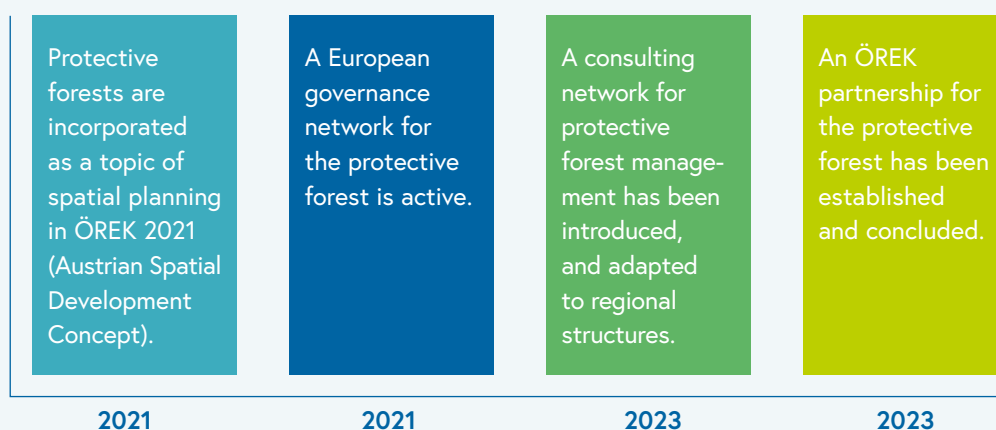 Protective
forests are
incorporated
as a topic of
spatial planning
in ÖREK 2021
(Austrian Spatial
Development
Concept).
A European
governance
network for
the protective
forest is active.
A consulting
network for
protective
forest manage-
ment has been
introduced,
and adapted
to regional
structures.
An ÖREK
partnership for
the protective
forest has been
established
and concluded.
2021
2021
2023
2023